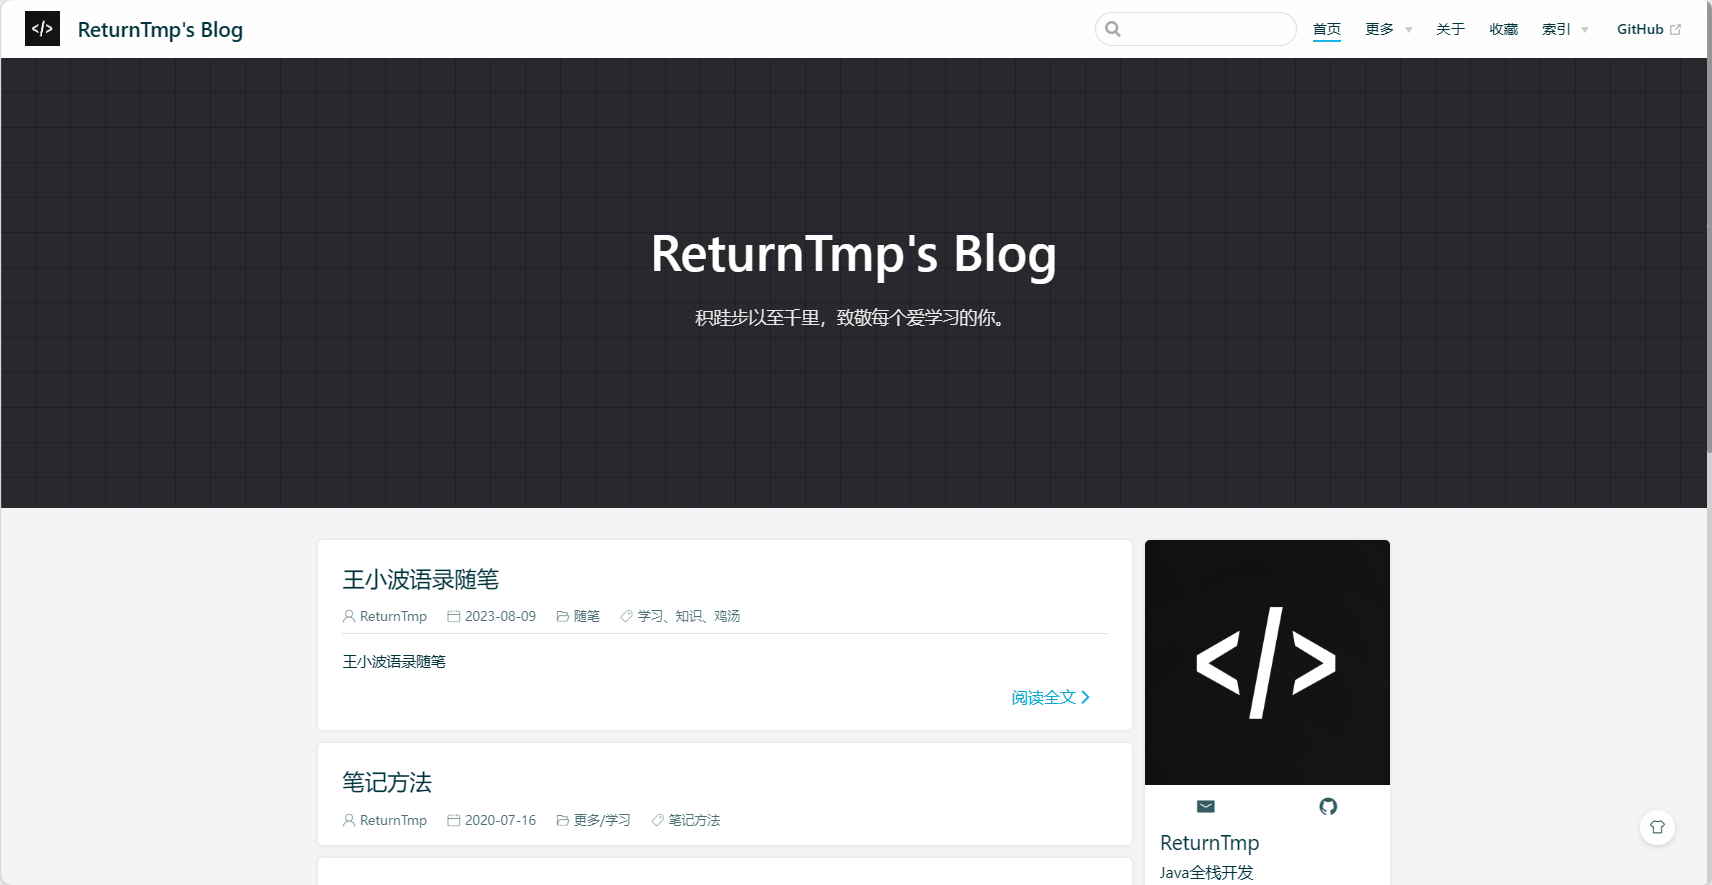 </> ReturnTmp's Blog 首页 更多 关于 收藏 索引 GitHub
ReturnTmp's Blog
积跬步以至千里，致敬每个爱学习的你。
王小波语录随笔
ReturnTmp 2023-08-09 随笔 学习、知识、鸡汤
王小波语录随笔
阅读全文
笔记方法
ReturnTmp 2020-07-16 更多/学习 笔记方法
</>
ReturnTmp
Java全栈开发